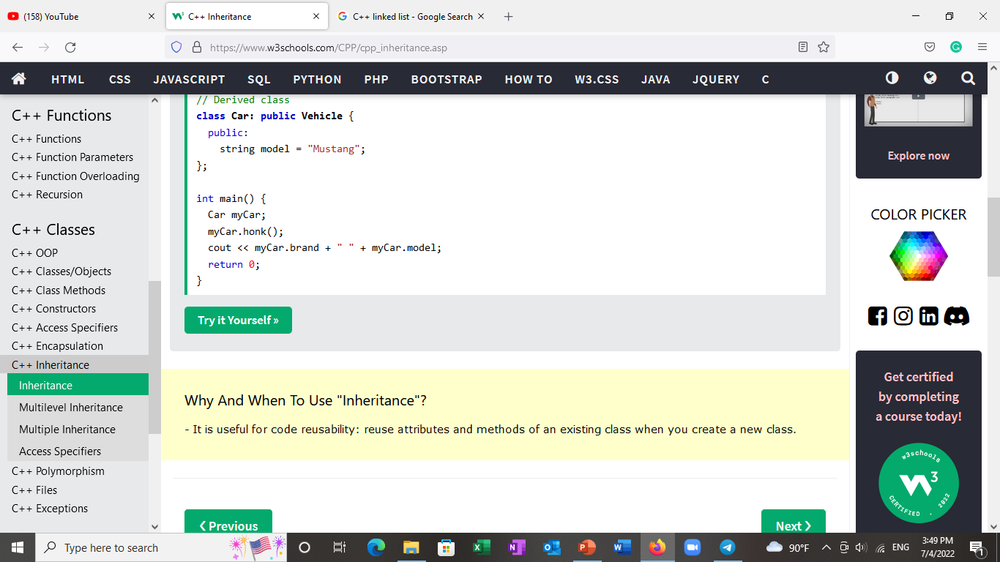 (158) YouTube
C++ Inheritance
C++ linked list - Google Search
https://www.w3schools.com/CPP/cpp_inheritance.asp
HTML CSS JAVASCRIPT SQL PYTHON PHP BOOTSTRAP HOW TO W3.CSS JAVA JQUERY C
C++ Functions
C++ Functions
C++ Function Parameters
C++ Function Overloading
C++ Recursion
C++ Classes
C++ OOP
C++ Classes/Objects
C++ Class Methods
C++ Constructors
C++ Access Specifiers
C++ Encapsulation
C++ Inheritance
Inheritance
Multilevel Inheritance
Multiple Inheritance
Access Specifiers
C++ Polymorphism
C++ Files
C++ Exceptions
// Derived class
class Car: public Vehicle {
public:
string model = "Mustang";
};
int main() {
Car myCar;
myCar.honk();
cout << myCar.brand + " " + myCar.model;
return 0;
}
Try it Yourself »
Why And When To Use "Inheritance"?
- It is useful for code reusability: reuse attributes and methods of an existing class when you create a new class.
❮ Previous
Next ❯
Explore now
COLOR PICKER
Get certified
by completing
a course today!
w3schools
3
CERTIFIED . 2022
Type here to search
90°F
ENG
3:49 PM
7/4/2022
1